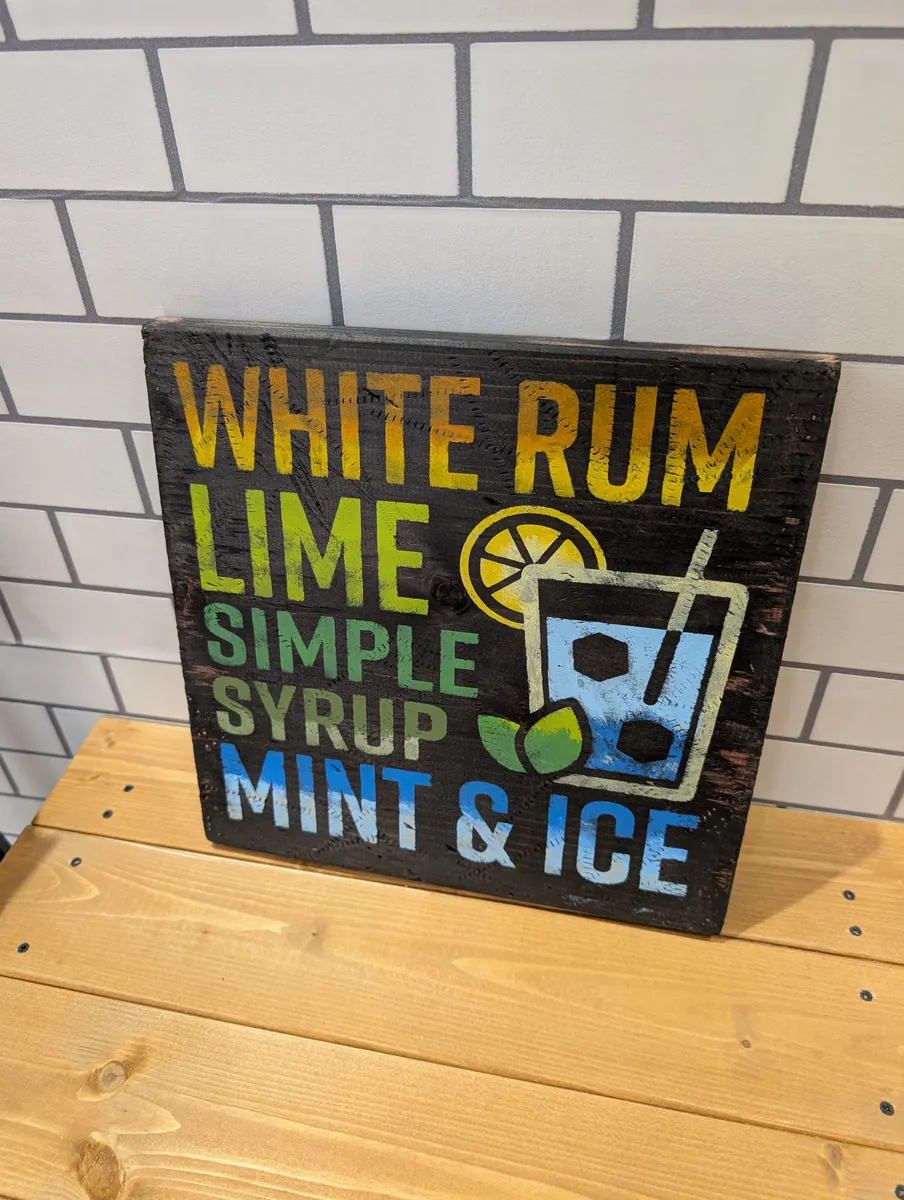 WHITE RUM
LIME
SIMPLE
SYRUP
MINT & ICE